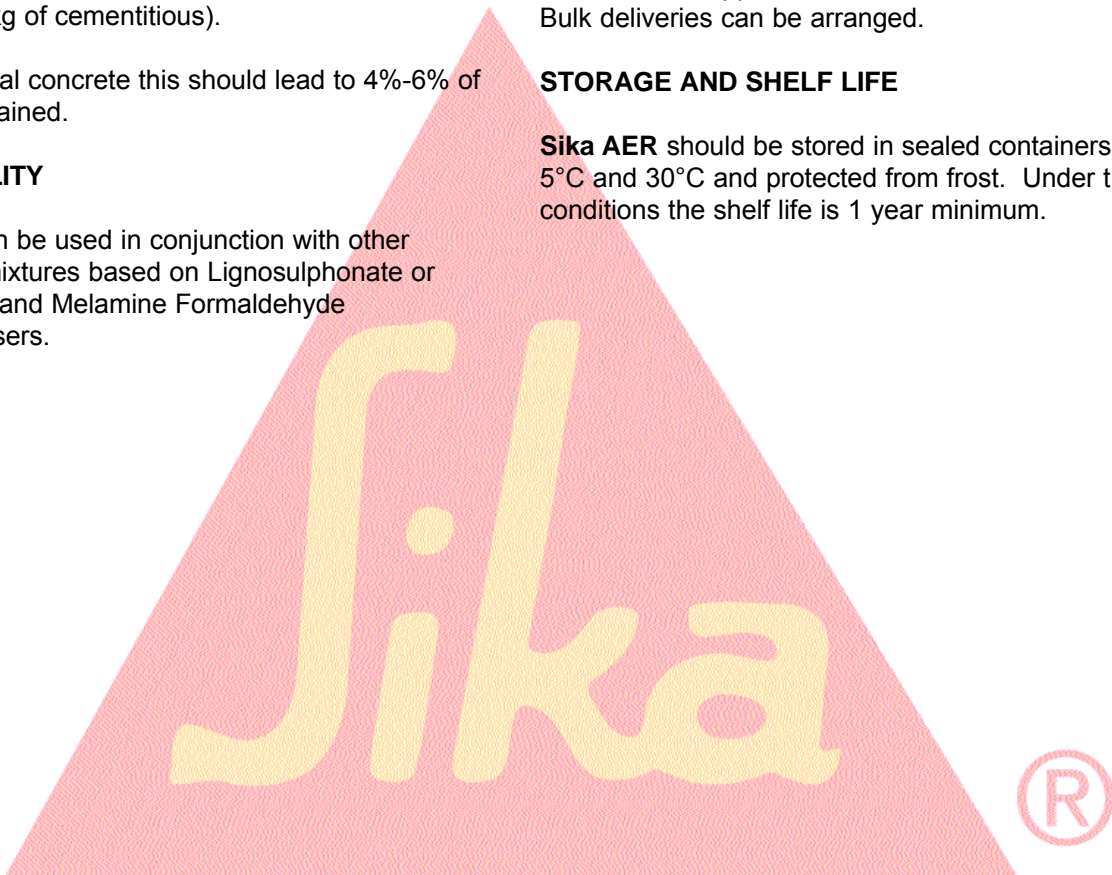 kg of cementitious).
al concrete this should lead to 4%-6% of
ained.
LITY
n be used in conjunction with other
nixtures based on Lignosulphonate or
and Melamine Formaldehyde
sers.
Bulk deliveries can be arranged.
STORAGE AND SHELF LIFE
Sika AER should be stored in sealed containers
5°C and 30°C and protected from frost. Under t
conditions the shelf life is 1 year minimum.
Sika
®